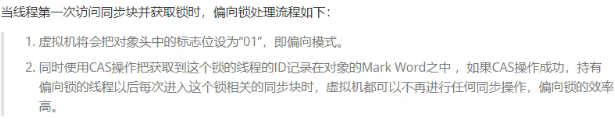 当线程第一次访问同步块并获取锁时，偏向锁处理流程如下：
1. 虚拟机将会把对象头中的标志位设为“01”，即偏向模式。
2. 同时使用CAS操作把获取到这个锁的线程的ID记录在对象的Mark Word之中 ，如果CAS操作成功，持有
偏向锁的线程以后每次进入这个锁相关的同步块时，虚拟机都可以不再进行任何同步操作，偏向锁的效率
高。